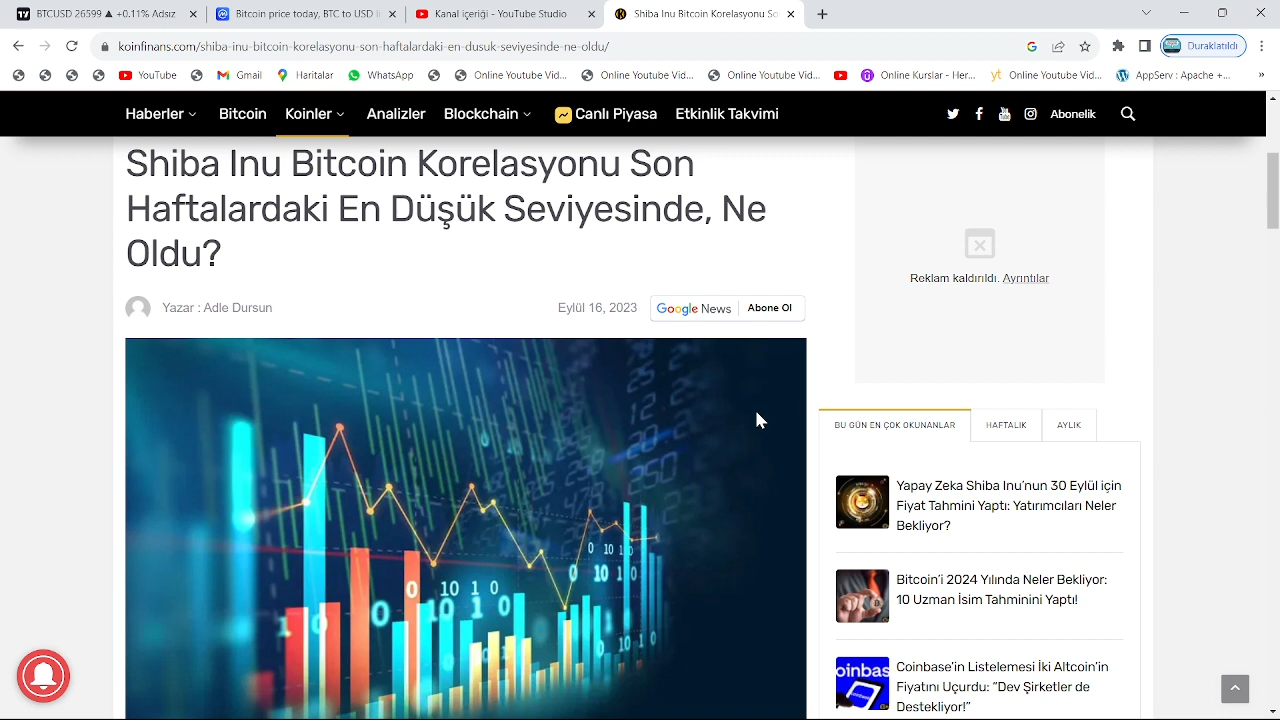 BTCUSD 26599 ▲ +0.11% Adsız
Bitcoin price today, BTC to USD li
Kanal içeriği - YouTube Studio
Shiba Inu Bitcoin Korelasyonu So
koinfinans.com/shiba-inu-bitcoin-korelasyonu-son-haftalardaki-en-dusuk-seviyesinde-ne-oldu/
Duraklatıldı
YouTube Gmail Haritalar WhatsApp Online Youtube Vid... Online Youtube Vid... Online Youtube Vid... Online Kurslar - Her... Online Youtube Vid... AppServ : Apache +... »
Haberler Bitcoin Koinler Analizler Blockchain Canlı Piyasa Etkinlik Takvimi Abonelik
Shiba Inu Bitcoin Korelasyonu Son
Haftalardaki En Düşük Seviyesinde, Ne
Oldu?
Yazar : Adle Dursun
Eylül 16, 2023
Google News Abone Ol
Reklam kaldırıldı. Ayrıntılar
BU GÜN EN ÇOK OKUNANLAR HAFTALIK AYLIK
Yapay Zeka Shiba Inu'nun 30 Eylül için
Fiyat Tahmini Yaptı: Yatırımcıları Neler
Bekliyor?
Bitcoin'i 2024 Yılında Neler Bekliyor:
10 Uzman İsim Tahminini Yaptı!
Coinbase'in Listelemesi İki Altcoin'in
Fiyatını Uçurdu: "Dev Şirketler de
Destekliyor!"
oinbas